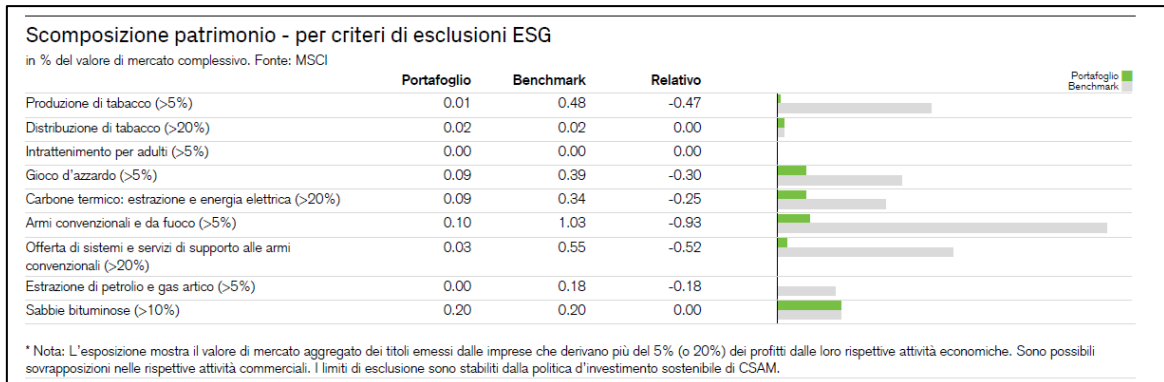 Scomposizione patrimonio - per criteri di esclusioni ESG
in % del valore di mercato complessivo. Fonte: MSCI
Portafoglio Benchmark Relativo
Portafoglio
Benchmark
Produzione di tabacco (>5%) 0.01 0.48 -0.47
Distribuzione di tabacco (>20%) 0.02 0.02 0.00
Intrattenimento per adulti (>5%) 0.00 0.00 0.00
Gioco d'azzardo (>5%) 0.09 0.39 -0.30
Carbone termico: estrazione e energia elettrica (>20%) 0.09 0.34 -0.25
Armi convenzionali e da fuoco (>5%) 0.10 1.03 -0.93
Offerta di sistemi e servizi di supporto alle armi 0.03 0.55 -0.52
convenzionali (>20%)
Estrazione di petrolio e gas artico (>5%) 0.00 0.18 -0.18
Sabbie bituminose (>10%) 0.20 0.20 0.00
* Nota: L'esposizione mostra il valore di mercato aggregato dei titoli emessi dalle imprese che derivano più del 5% (o 20%) dei profitti dalle loro rispettive attività economiche. Sono possibili
sovrapposizioni nelle rispettive attività commerciali. I limiti di esclusione sono stabiliti dalla politica d'investimento sostenibile di CSAM.